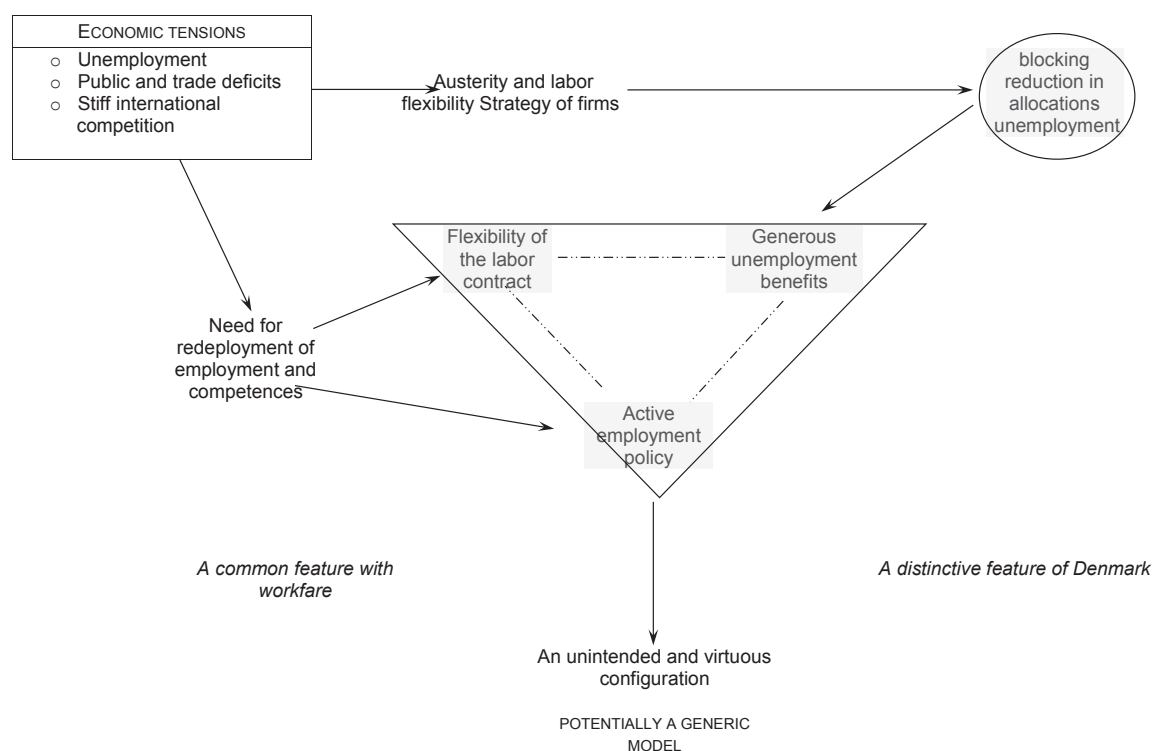 ECONOMIC TENSIONS
○ Unemployment
○ Public and trade deficits
○ Stiff international
competition
Austerity and labor
flexibility Strategy of firms
blocking
reduction in
allocations
unemployment
Flexibility of
the labor
contract
Generous
unemployment
benefits
Need for
redeployment of
employment and
competences
Active
employment
policy
A common feature with
workfare
A distinctive feature of Denmark
An unintended and virtuous
configuration
POTENTIALLY A GENERIC
MODEL